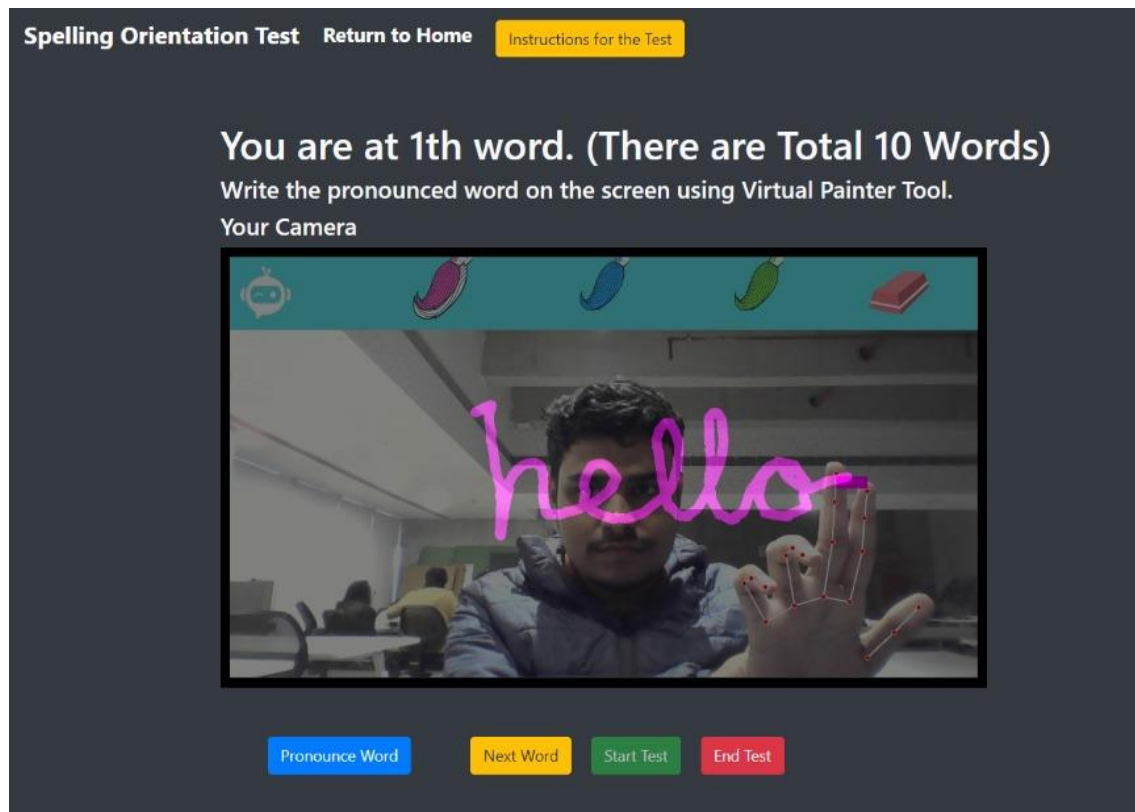 Spelling Orientation Test Return to Home Instructions for the Test
You are at 1th word. (There are Total 10 Words)
Write the pronounced word on the screen using Virtual Painter Tool.
Your Camera
hello
Pronounce Word Next Word Start Test End Test